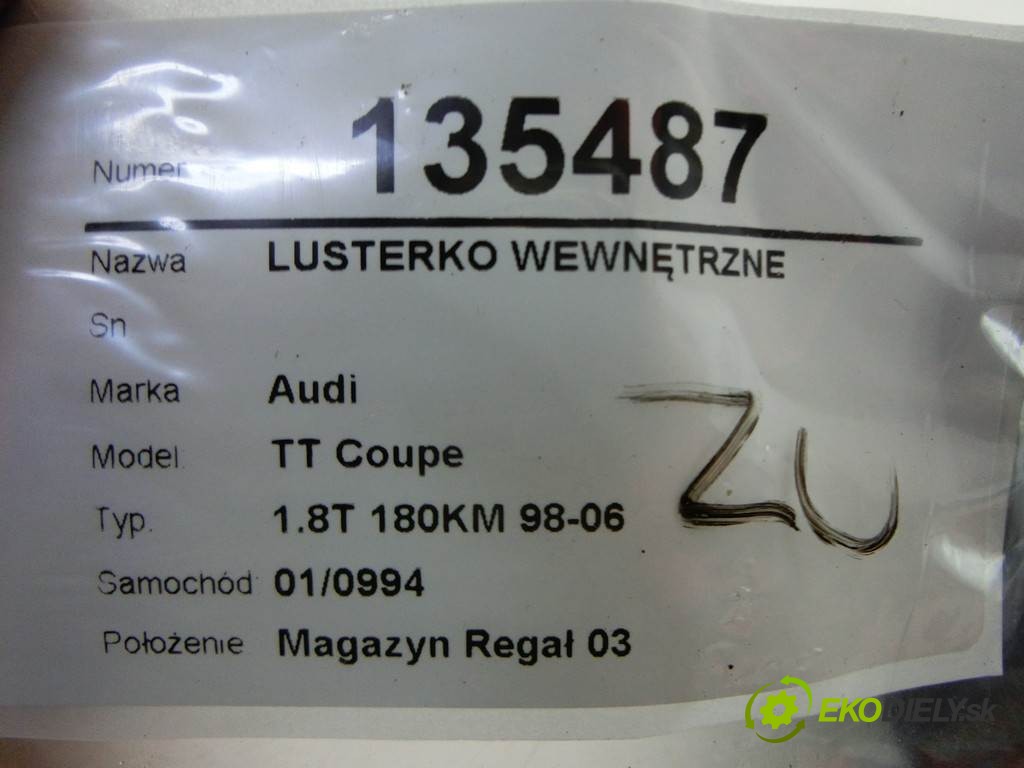 Numer 135487
Nazwa LUSTERKO WEWNĘTRZNE
Sn
Marka Audi
Model TT Coupe
Typ. 1.8T 180KM 98-06
ZU
Samochód 01/0994
Położenie Magazyn Regał 03
EKODIELY.sk